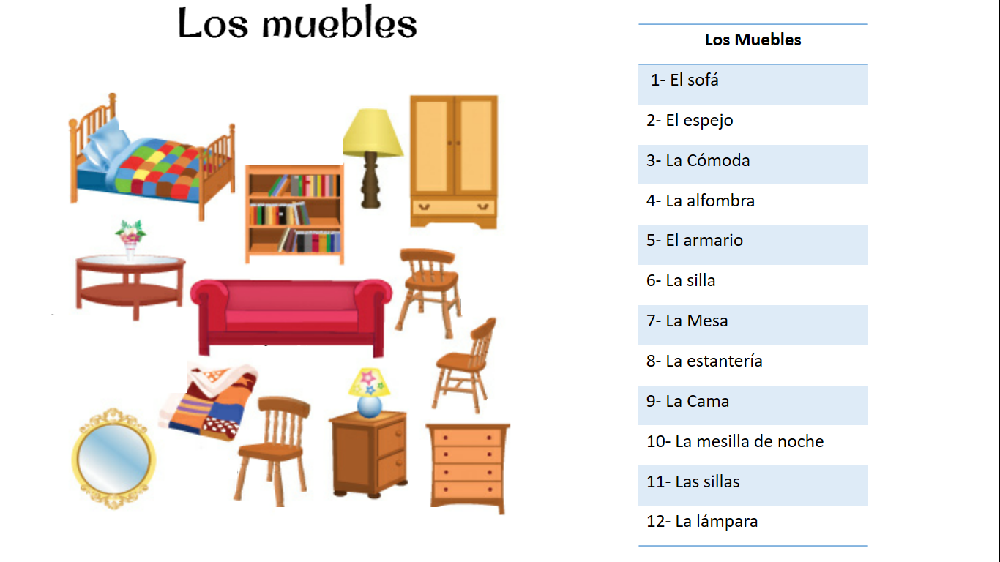 Los muebles
Los Muebles
1- El sofá
2- El espejo
3- La Cómoda
4- La alfombra
5- El armario
6- La silla
7- La Mesa
8- La estantería
9- La Cama
10- La mesilla de noche
11- Las sillas
12- La lámpara